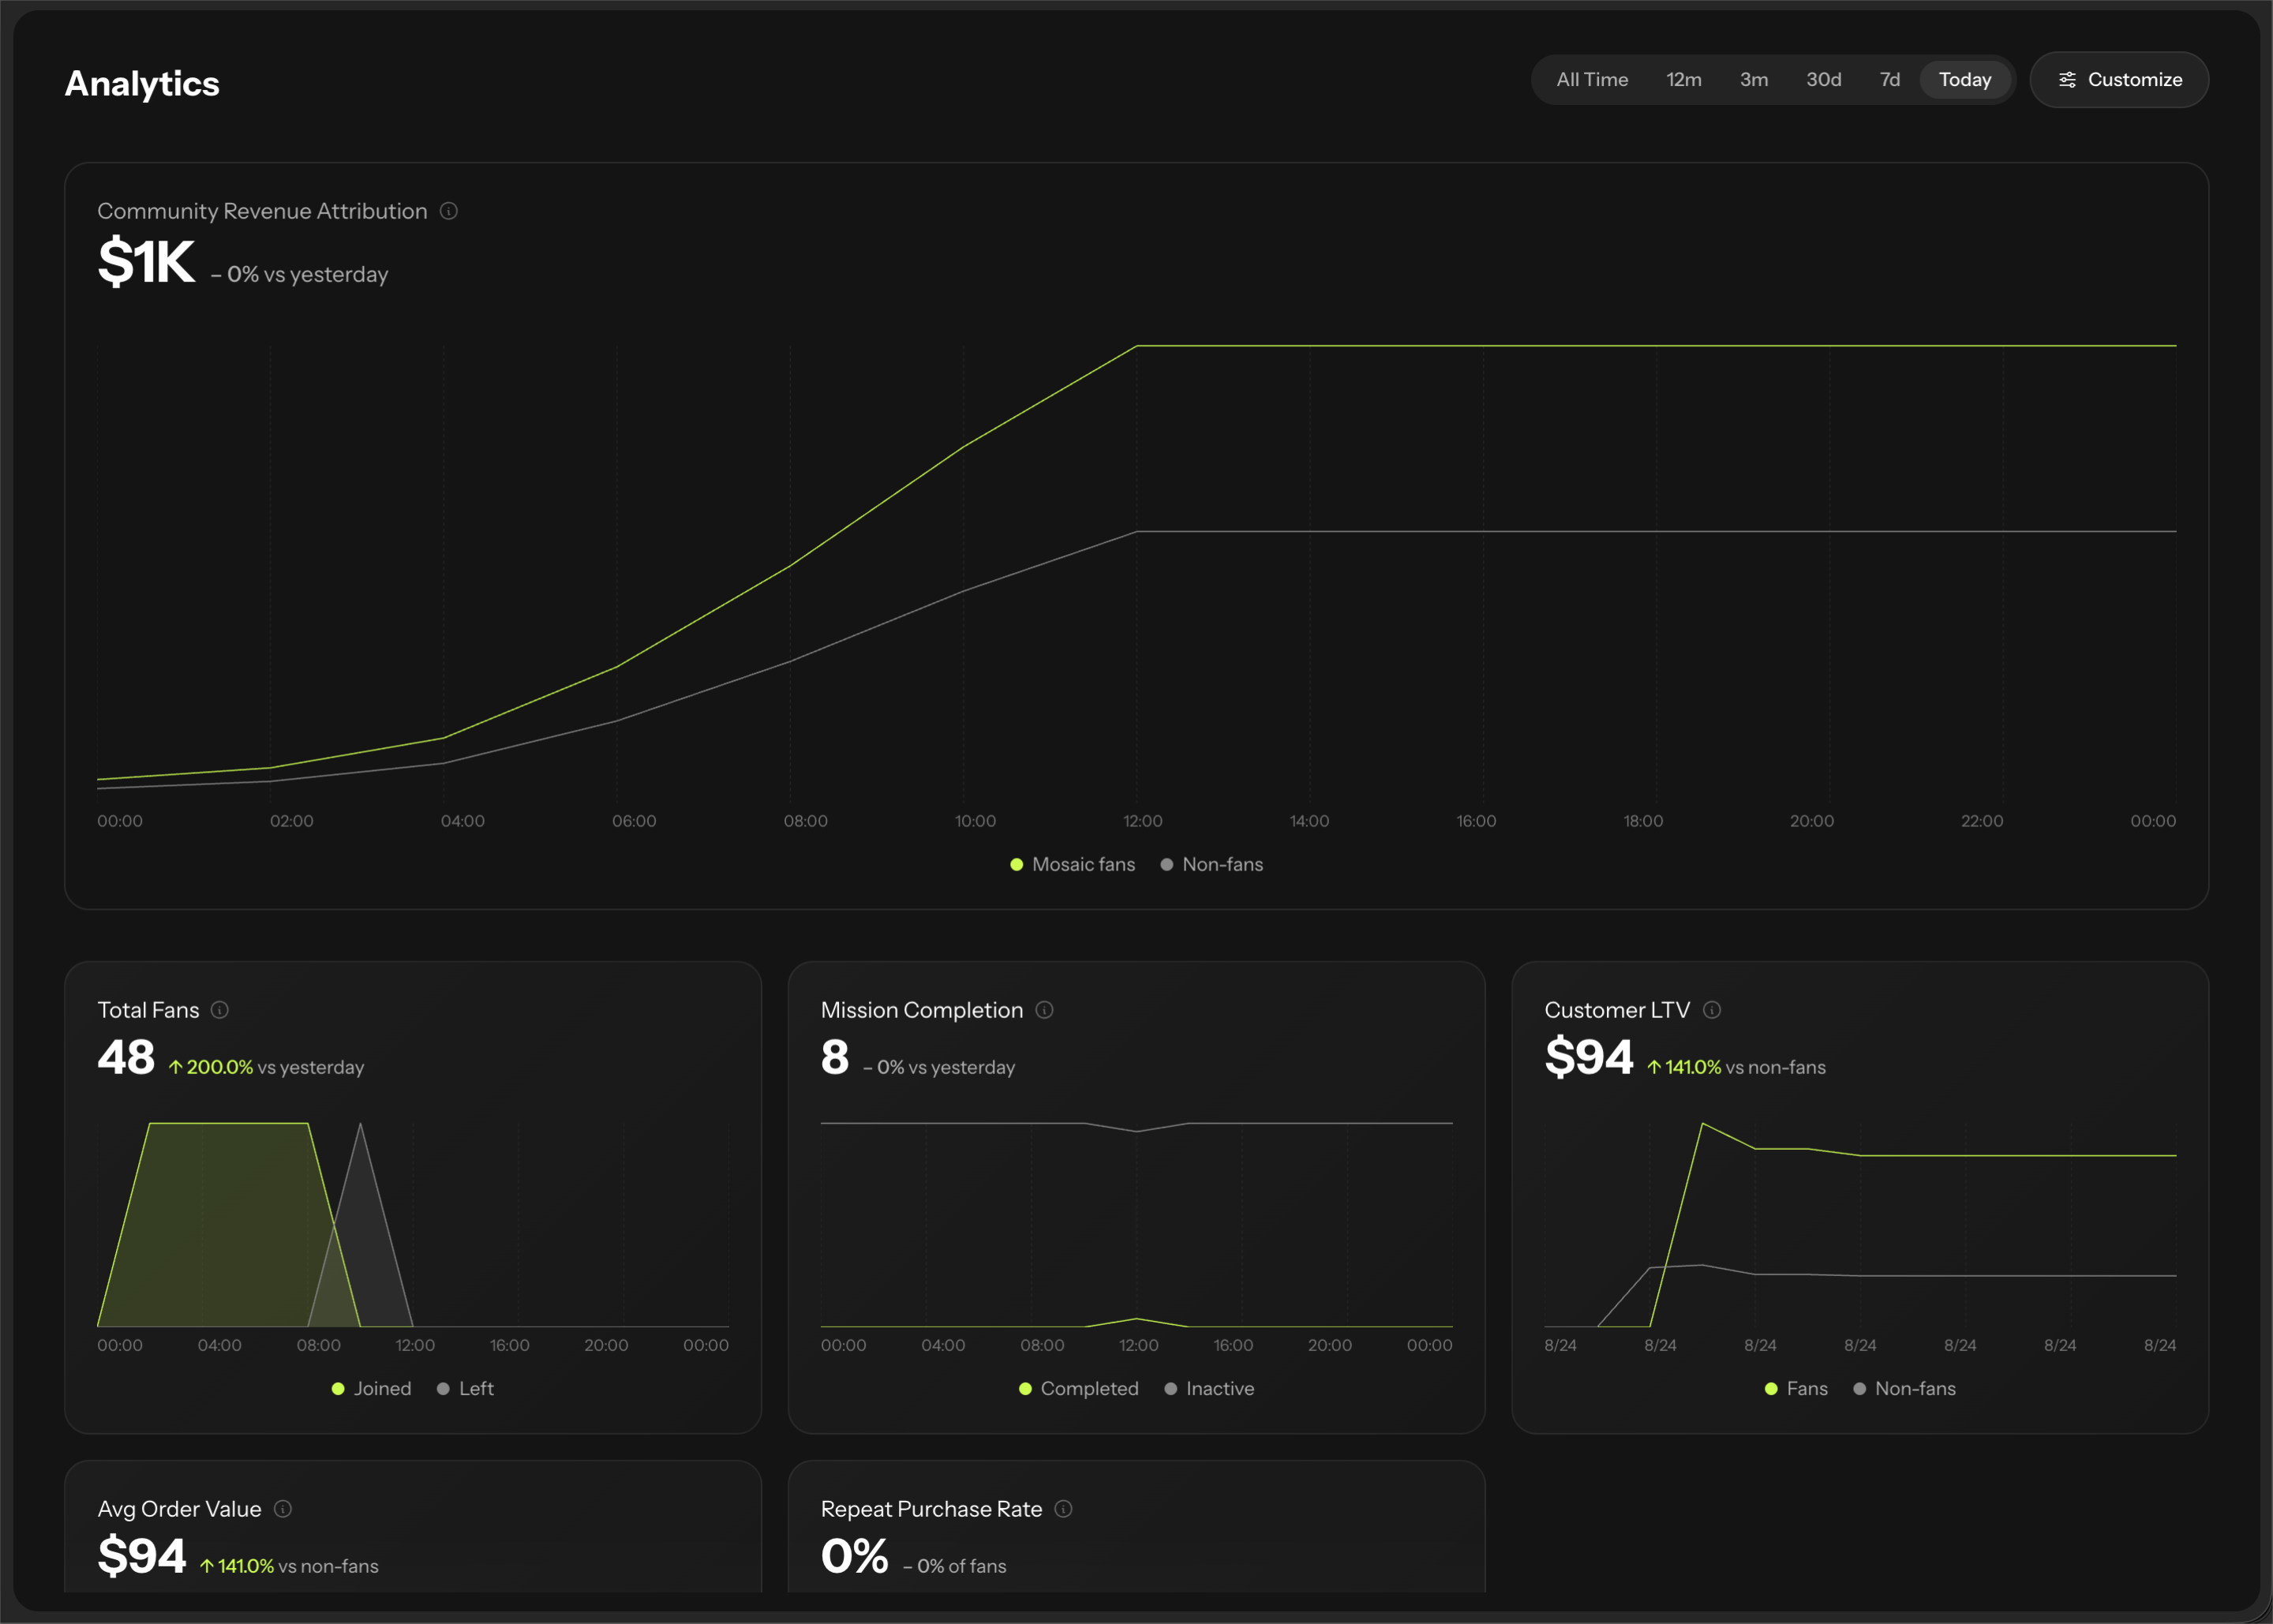 Analytics
All Time 12m 3m 30d 7d Today Customize
Community Revenue Attribution
$1K – 0% vs yesterday
00:00 02:00 04:00 06:00 08:00 10:00 12:00 14:00 16:00 18:00 20:00 22:00 00:00
Mosaic fans Non-fans
Total Fans
48 ↑ 200.0% vs yesterday
00:00 04:00 08:00 12:00 16:00 20:00 00:00
Joined Left
Mission Completion
8 – 0% vs yesterday
00:00 04:00 08:00 12:00 16:00 20:00 00:00
Completed Inactive
Customer LTV
$94 ↑ 141.0% vs non-fans
8/24 8/24 8/24 8/24 8/24 8/24 8/24
Fans Non-fans
Avg Order Value
$94 ↑ 141.0% vs non-fans
Repeat Purchase Rate
0% – 0% of fans